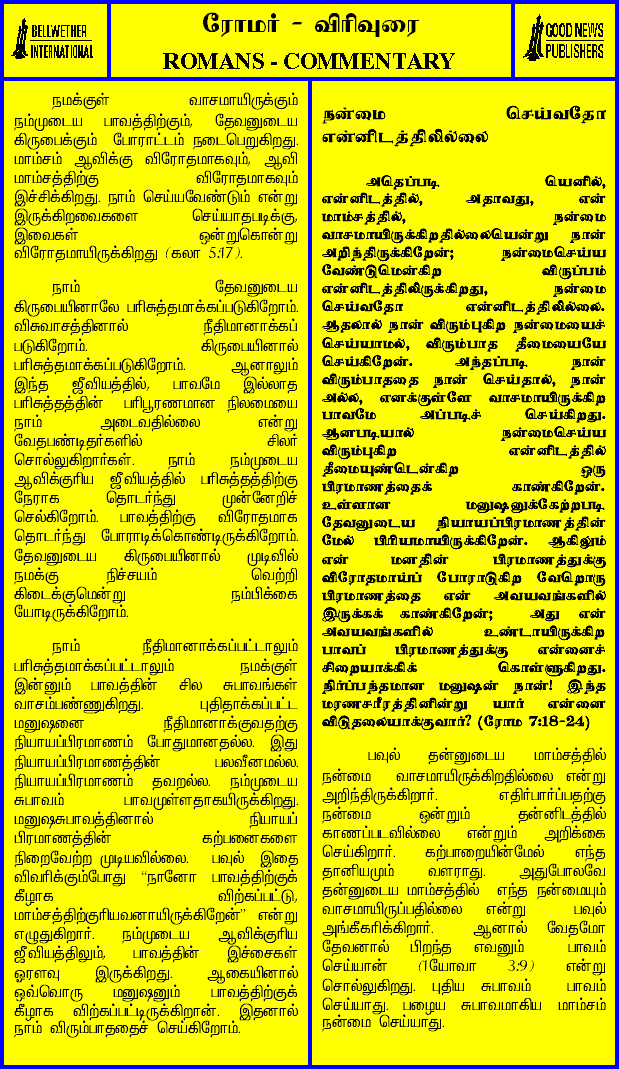 BELLWETHER
INTERNATIONAL
ரோமர் - விரிவுரை
ROMANS - COMMENTARY
GOOD NEWS
PUBLISHERS
நமக்குள் வாசமாயிருக்கும்
நம்முடைய பாவத்திற்கும், தேவனுடைய
கிருபைக்கும் போராட்டம் நடைபெறுகிறது.
மாம்சம் ஆவிக்கு விரோதமாகவும், ஆவி
மாம்சத்திற்கு விரோதமாகவும்
இச்சிக்கிறது. நாம் செய்யவேண்டும் என்று
இருக்கிறவைகளை செய்யாதபடிக்கு,
இவைகள் ஒன்றுகொன்று
விரோதமாயிருக்கிறது (கலா 5:17).
நாம் தேவனுடைய
கிருபையினாலே பரிசுத்தமாக்கப்படுகிறோம்.
விசுவாசத்தினால் நீதிமானாக்கப்
படுகிறோம். கிருபையினால்
பரிசுத்தமாக்கப்படுகிறோம். ஆனாலும்
இந்த ஜீவியத்தில், பாவமே இல்லாத
பரிசுத்தத்தின் பரிபூரணமான நிலமையை
நாம் அடைவதில்லை என்று
வேதபண்டிதர்களில் சிலர்
சொல்லுகிறார்கள். நாம் நம்முடைய
ஆவிக்குரிய ஜீவியத்தில் பரிசுத்தத்திற்கு
நேராக தொடர்ந்து முன்னேறிச்
செல்கிறோம். பாவத்திற்கு விரோதமாக
தொடர்ந்து போராடிக்கொண்டிருக்கிறோம்.
தேவனுடைய கிருபையினால் முடிவில்
நமக்கு நிச்சயம் வெற்றி
கிடைக்குமென்று நம்பிக்கை
யோடிருக்கிறோம்.
நாம் நீதிமானாக்கப்பட்டாலும்
பரிசுத்தமாக்கப்பட்டாலும் நமக்குள்
இன்னும் பாவத்தின் சில சுபாவங்கள்
வாசம்பண்ணுகிறது. புதிதாக்கப்பட்ட
மனுஷனை நீதிமானாக்குவதற்கு
நியாயப்பிரமாணம் போதுமானதல்ல. இது
நியாயப்பிரமாணத்தின் பலவீனமல்ல.
நியாயப்பிரமாணம் தவறல்ல. நம்முடைய
சுபாவம் பாவமுள்ளதாகயிருக்கிறது.
மனுஷசுபாவத்தினால் நியாயப்
பிரமாணத்தின் கற்பனைகளை
நிறைவேற்ற முடியவில்லை. பவுல் இதை
விவரிக்கும்போது “நானோ பாவத்திற்குக்
கீழாக விற்கப்பட்டு,
மாம்சத்திற்குரியவனாயிருக்கிறேன்” என்று
எழுதுகிறார். நம்முடைய ஆவிக்குரிய
ஜீவியத்திலும், பாவத்தின் இச்சைகள்
ஓரளவு இருக்கிறது. ஆகையினால்
ஒவ்வொரு மனுஷனும் பாவத்திற்குக்
கீழாக விற்கப்பட்டிருக்கிறான். இதனால்
நாம் விரும்பாததைச் செய்கிறோம்.
நன்மை செய்வதோ
என்னிடத்திலில்லை
அதெப்படி யெனில்,
என்னிடத்தில், அதாவது, என்
மாம்சத்தில், நன்மை
வாசமாயிருக்கிறதில்லையென்று நான்
அறிந்திருக்கிறேன்; நன்மைசெய்ய
வேண்டுமென்கிற விருப்பம்
என்னிடத்திலிருக்கிறது, நன்மை
செய்வதோ என்னிடத்திலில்லை.
ஆதலால் நான் விரும்புகிற நன்மையைச்
செய்யாமல், விரும்பாத தீமையையே
செய்கிறேன். அந்தப்படி நான்
விரும்பாததை நான் செய்தால், நான்
அல்ல, எனக்குள்ளே வாசமாயிருக்கிற
பாவமே அப்படிச் செய்கிறது.
ஆனபடியால் நன்மைசெய்ய
விரும்புகிற என்னிடத்தில்
தீமையுண்டென்கிற ஒரு
பிரமாணத்தைக் காண்கிறேன்.
உள்ளான மனுஷனுக்கேற்றபடி
தேவனுடைய நியாயப்பிரமாணத்தின்
மேல் பிரியமாயிருக்கிறேன். ஆகிலும்
என் மனதின் பிரமாணத்துக்கு
விரோதமாய்ப் போராடுகிற வேறொரு
பிரமாணத்தை என் அவயவங்களில்
இருக்கக் காண்கிறேன்; அது என்
அவயவங்களில் உண்டாயிருக்கிற
பாவப் பிரமாணத்துக்கு என்னைச்
சிறையாக்கிக் கொள்ளுகிறது.
நிர்ப்பந்தமான மனுஷன் நான்! இந்த
மரணசரீரத்தினின்று யார் என்னை
விடுதலையாக்குவார்? (ரோம 7:18-24)
பவுல் தன்னுடைய மாம்சத்தில்
நன்மை வாசமாயிருக்கிறதில்லை என்று
அறிந்திருக்கிறார். எதிர்பார்ப்பதற்கு
நன்மை ஒன்றும் தன்னிடத்தில்
காணப்படவில்லை என்றும் அறிக்கை
செய்கிறார். கற்பாறையின்மேல் எந்த
தானியமும் வளராது. அதுபோலவே
தன்னுடைய மாம்சத்தில் எந்த நன்மையும்
வாசமாயிருப்பதில்லை என்று பவுல்
அங்கீகரிக்கிறார். ஆனால் வேதமோ
தேவனால் பிறந்த எவனும் பாவம்
செய்யான் (1யோவா 3:9) என்று
சொல்லுகிறது. புதிய சுபாவம் பாவம்
செய்யாது. பழைய சுபாவமாகிய மாம்சம்
நன்மை செய்யாது.